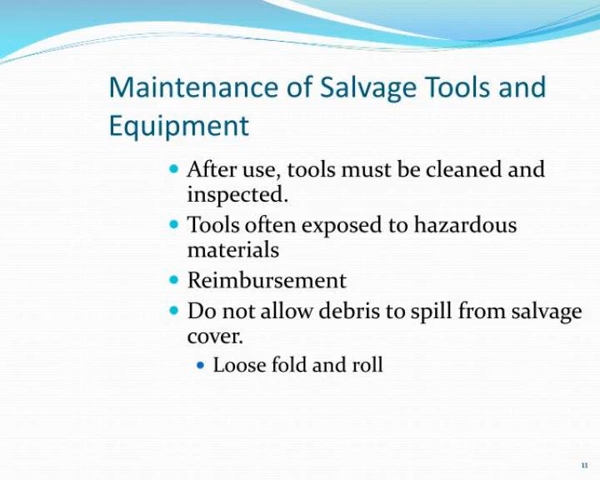 Maintenance of Salvage Tools and
Equipment
• After use, tools must be cleaned and
inspected.
• Tools often exposed to hazardous
materials
• Reimbursement
• Do not allow debris to spill from salvage
cover.
• Loose fold and roll
11